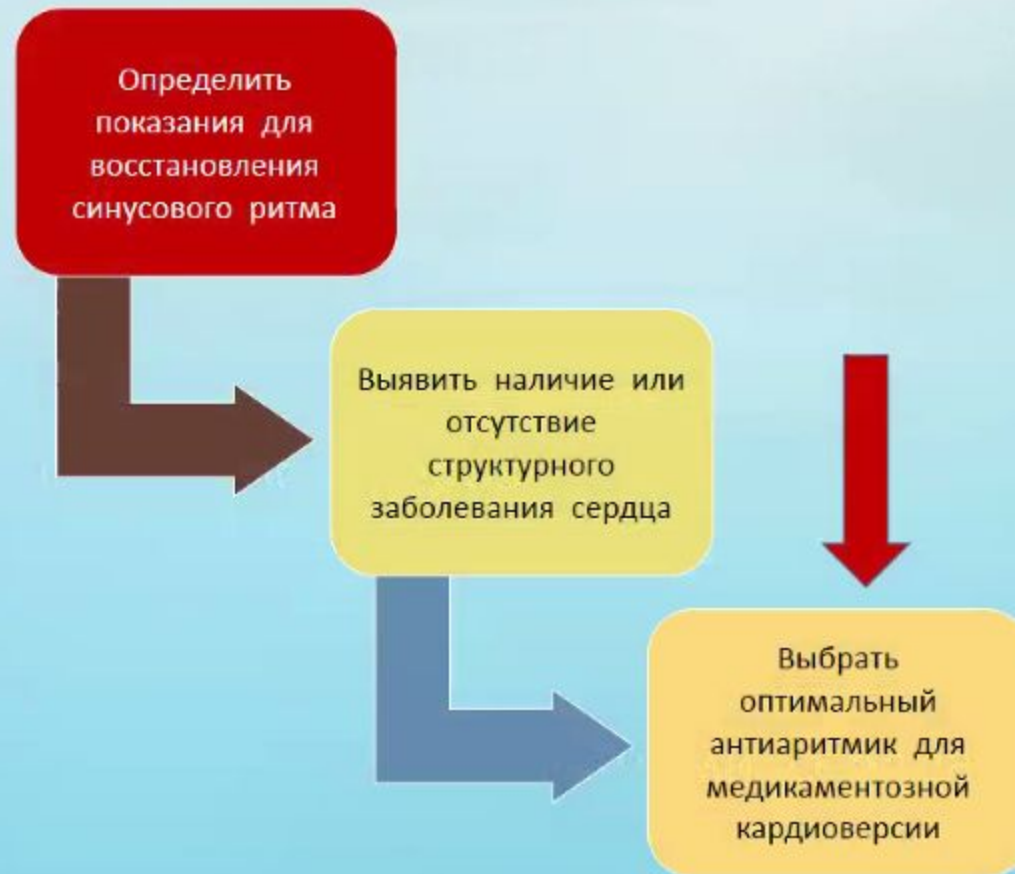 Определить
показания для
восстановления
синусового ритма
Выявить наличие или
отсутствие
структурного
заболевания сердца
Выбрать
оптимальный
антиаритмик для
медикаментозной
кардиоверсии